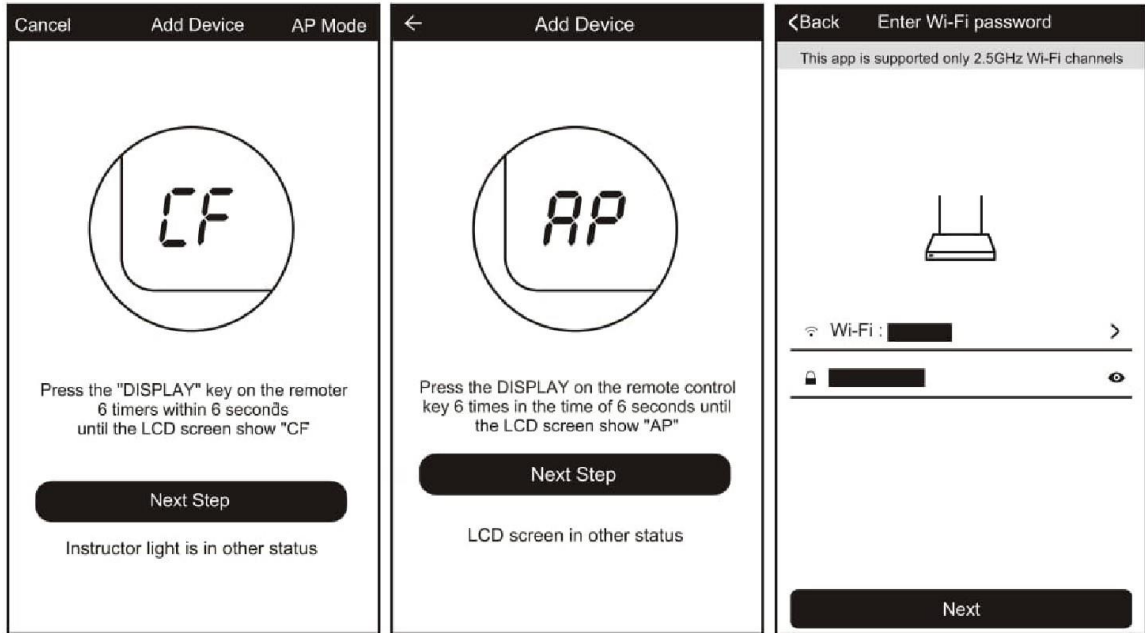 Cancel Add Device AP Mode
CF
Press the "DISPLAY" key on the remoter
6 timers within 6 seconds
until the LCD screen show "CF
Next Step
Instructor light is in other status
← Add Device
AP
Press the DISPLAY on the remote control
key 6 times in the time of 6 seconds until
the LCD screen show "AP"
Next Step
LCD screen in other status
Back Enter Wi-Fi password
This app is supported only 2.5GHz Wi-Fi channels
Wi-Fi :
Next